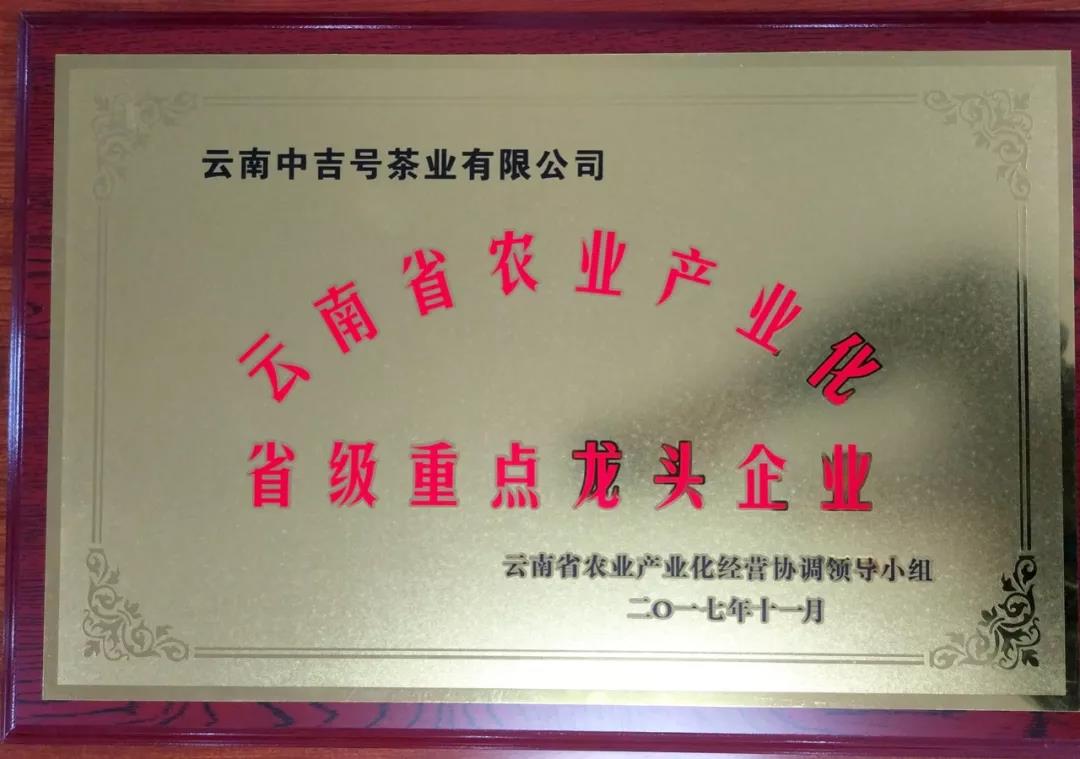 云南中吉号茶业有限公司
云南省农业产业化
省级重点龙头企业
云南省农业产业化经营协调领导小组
二〇一七年十一月